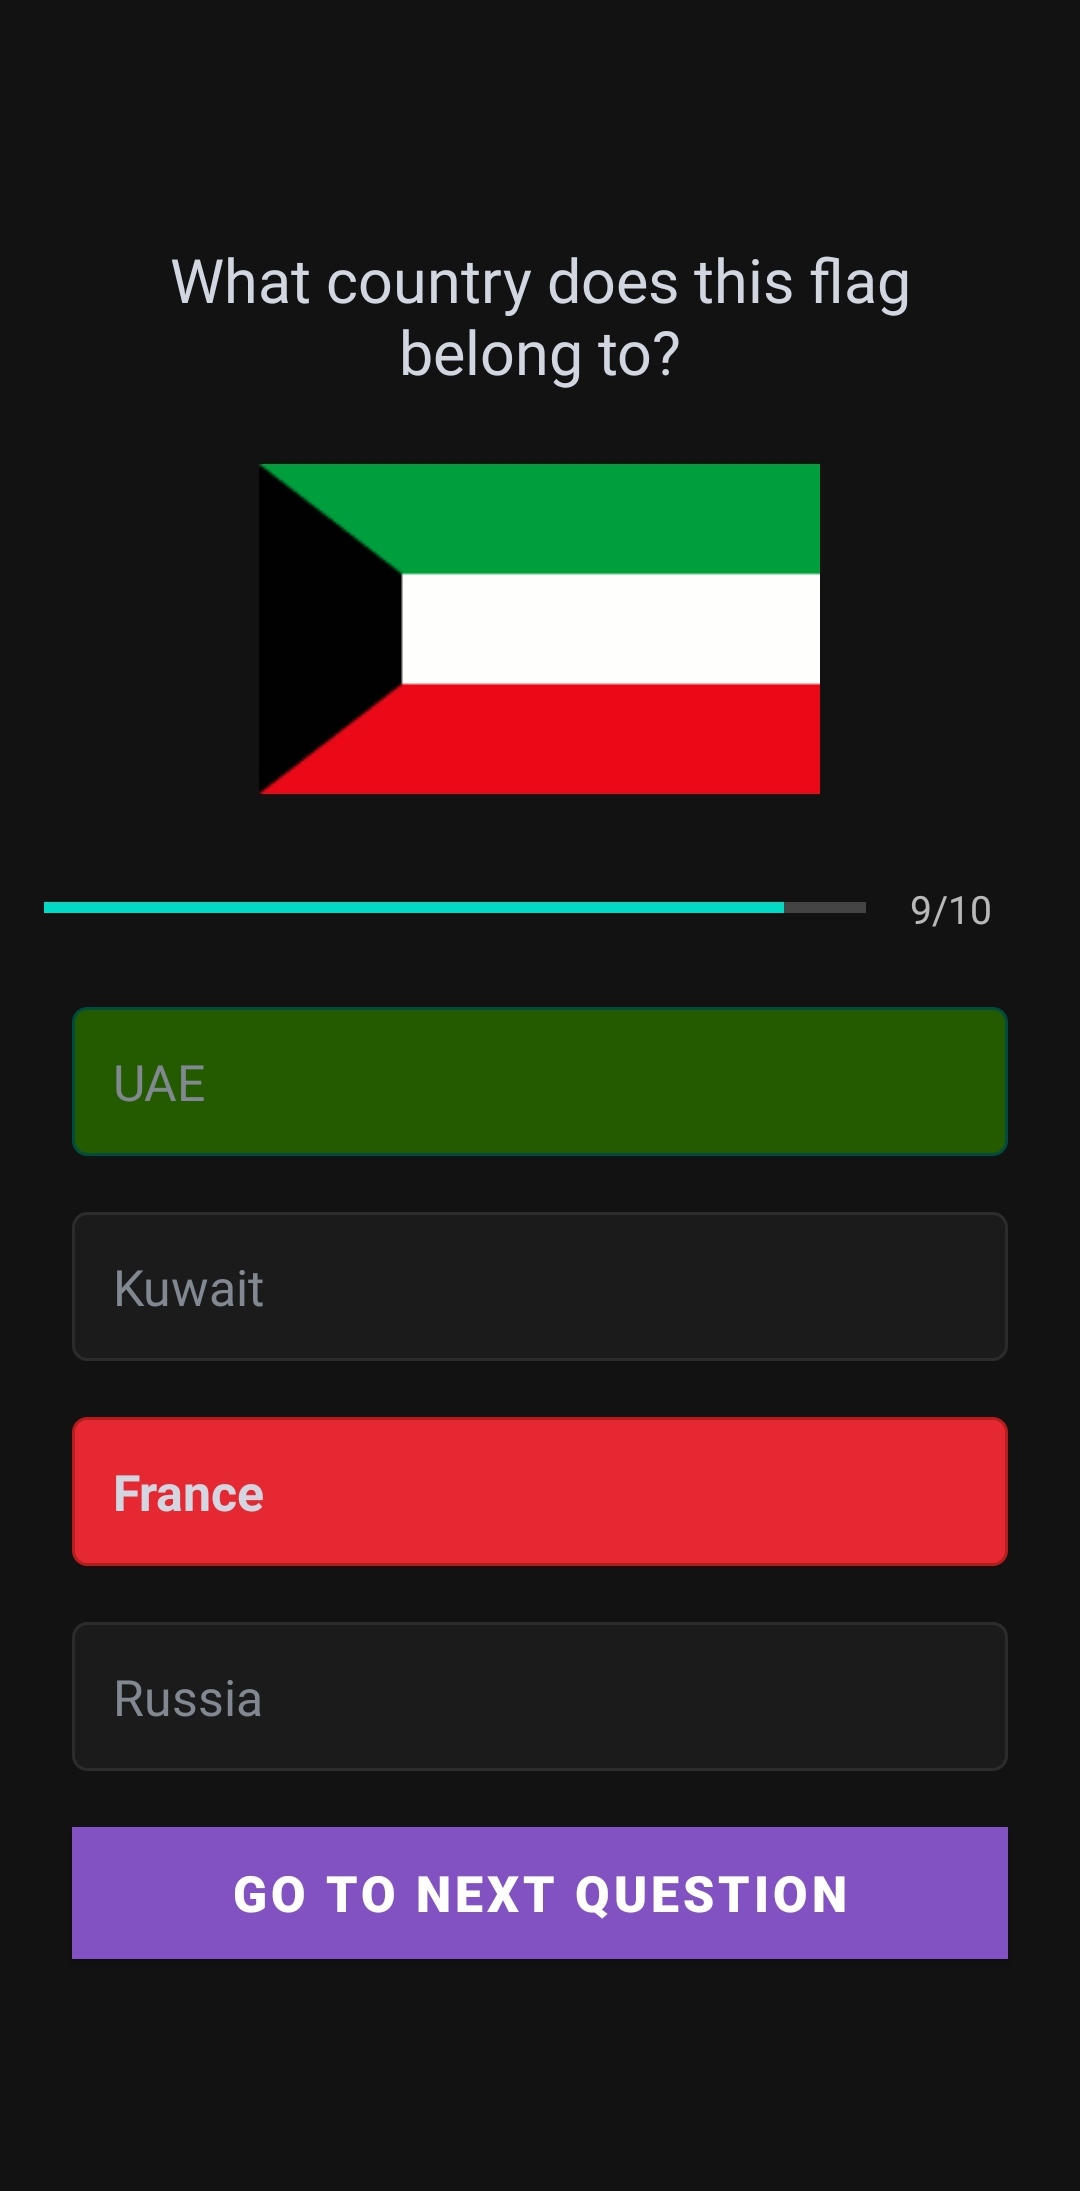 What country does this flag
belong to?
9/10
UAE
Kuwait
France
Russia
GO TO NEXT QUESTION